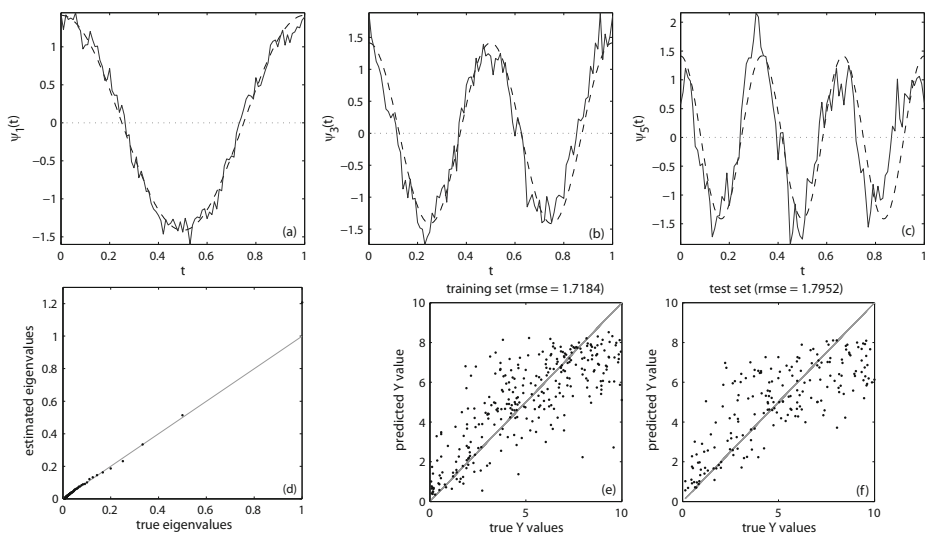 ψ1(t)
1.5
1
0.5
0
−0.5
−1
−1.5
0 0.2 0.4 0.6 0.8 1
t
(a)
ψ3(t)
1.5
1
0.5
0
−0.5
−1
−1.5
0 0.2 0.4 0.6 0.8 1
t
(b)
ψ5(t)
2
1.5
1
0.5
0
−0.5
−1
−1.5
0 0.2 0.4 0.6 0.8 1
t
(c)
estimated eigenvalues
1.2
1
0.8
0.6
0.4
0.2
0
0 0.2 0.4 0.6 0.8 1
true eigenvalues
(d)
training set (rmse = 1.7184)
predicted Y value
10
8
6
4
2
0
0 5 10
true Y values
(e)
test set (rmse = 1.7952)
predicted Y value
10
8
6
4
2
0
0 5 10
true Y values
(f)